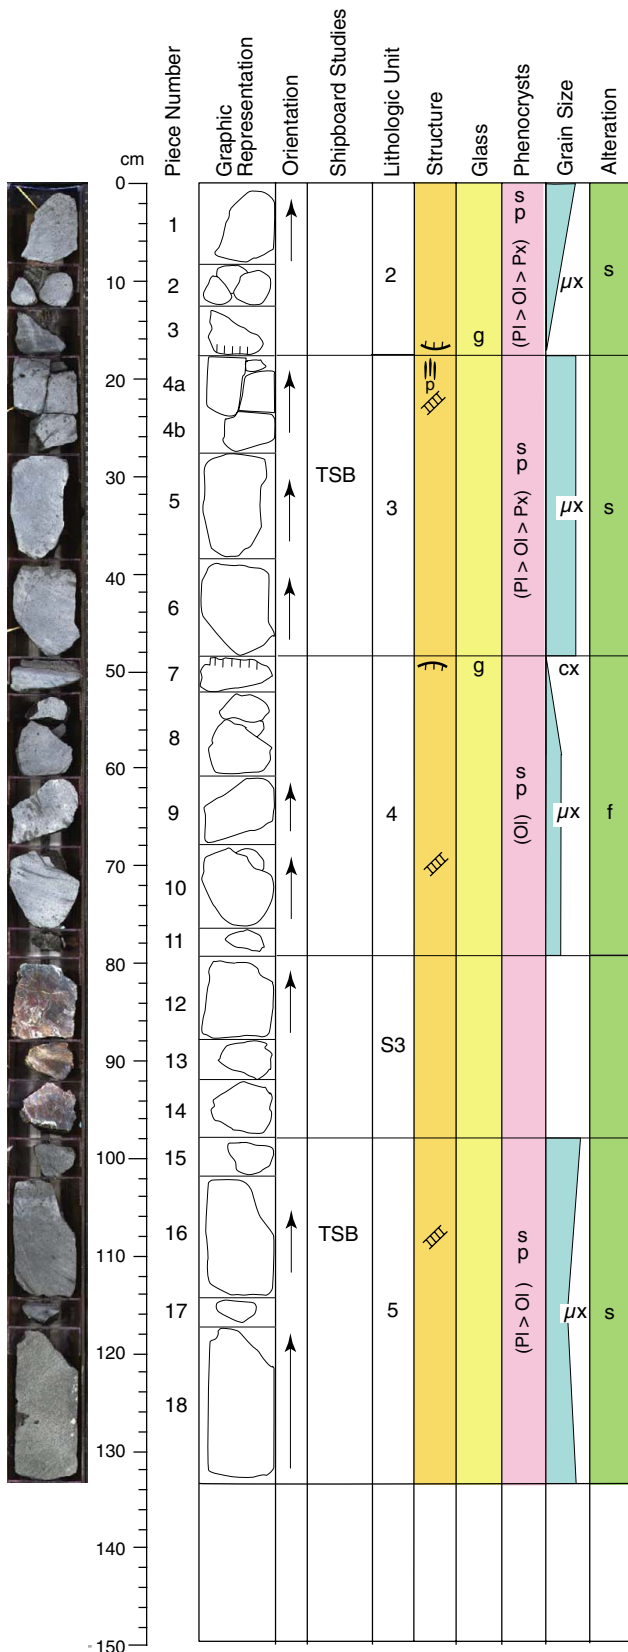 cm
Piece Number
Graphic
Representation
Orientation
Shipboard Studies
Lithologic Unit
Structure
Glass
Phenocrysts
Grain Size
Alteration
0
10
20
30
40
50
60
70
80
90
100
110
120
130
140
150
1
2
3
4a
4b
5
6
7
8
9
10
11
12
13
14
15
16
17
18
TSB
TSB
2
3
4
S3
5
p
g
g
s
p
(Pl > Ol > Px)
s
p
(Pl > Ol > Px)
s
p
(Ol)
s
p
(Pl > Ol )
µx
µx
cx
µx
µx
s
s
f
s